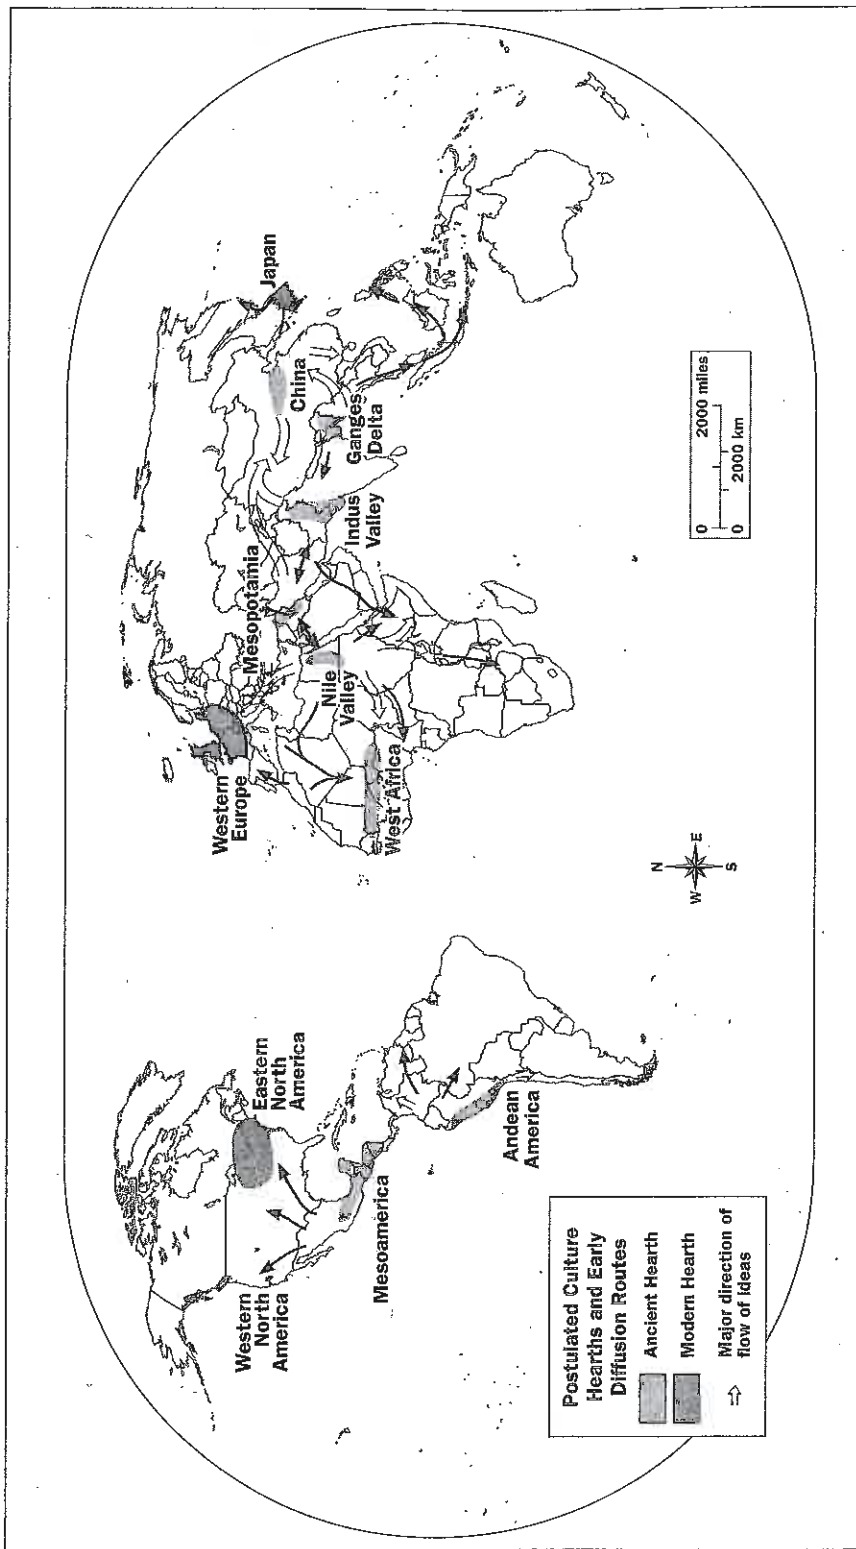 Western
North
America
Eastern
North
America
Mesoamerica
Andean
America
Western
Europe
West Africa
Nile
Valley
Mesopotamia
Indus
Valley
Ganges
Delta
China
Japan
N
W
E
S
0
2000 miles
0
2000 km
Postulated Culture
Hearths and Early
Diffusion Routes
Ancient Hearth
Modern Hearth
Major direction of
flow of ideas